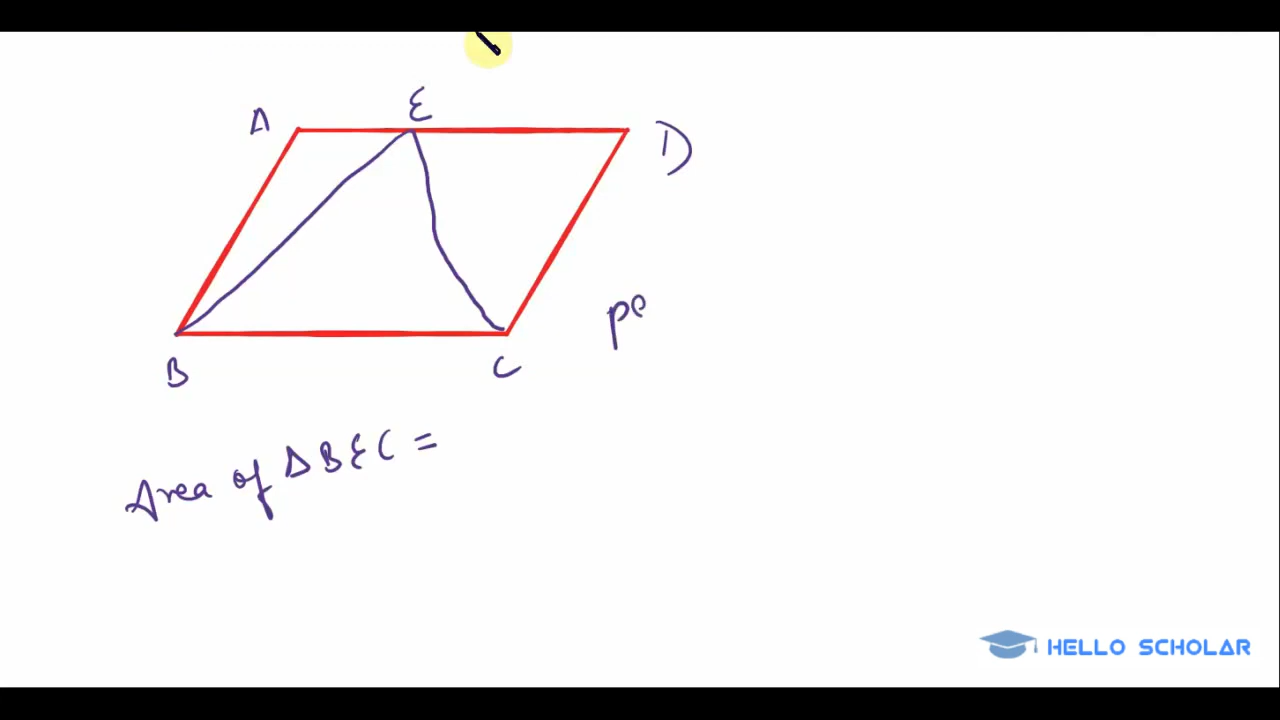 A
E
D
pe
B
C
Area of ΔBEC =
HELLO SCHOLAR